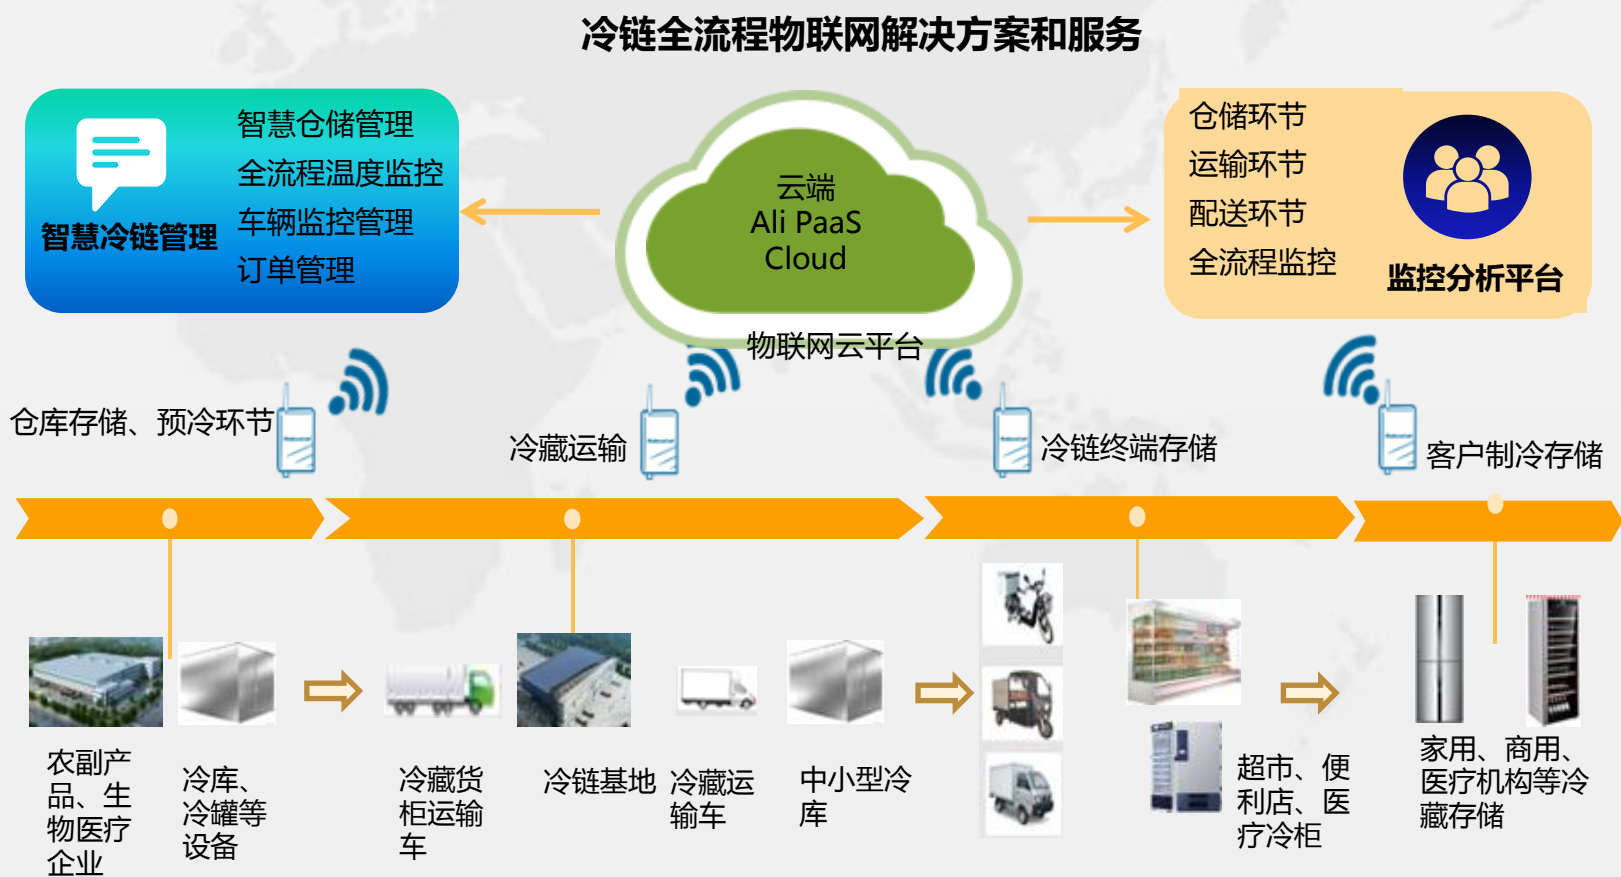 冷链全流程物联网解决方案和服务
智慧冷链管理
智慧仓储管理
全流程温度监控
车辆监控管理
订单管理
云端
Ali PaaS
Cloud
物联网云平台
仓储环节
运输环节
配送环节
全流程监控
监控分析平台
仓库存储、预冷环节
冷藏运输
冷链终端存储
客户制冷存储
农副产
品、生
物医疗
企业
冷库、
冷罐等
设备
冷藏货
柜运输
车
冷链基地
冷藏运
输车
中小型冷
库
超市、便
利店、医
疗冷柜
家用、商用、
医疗机构等冷
藏存储